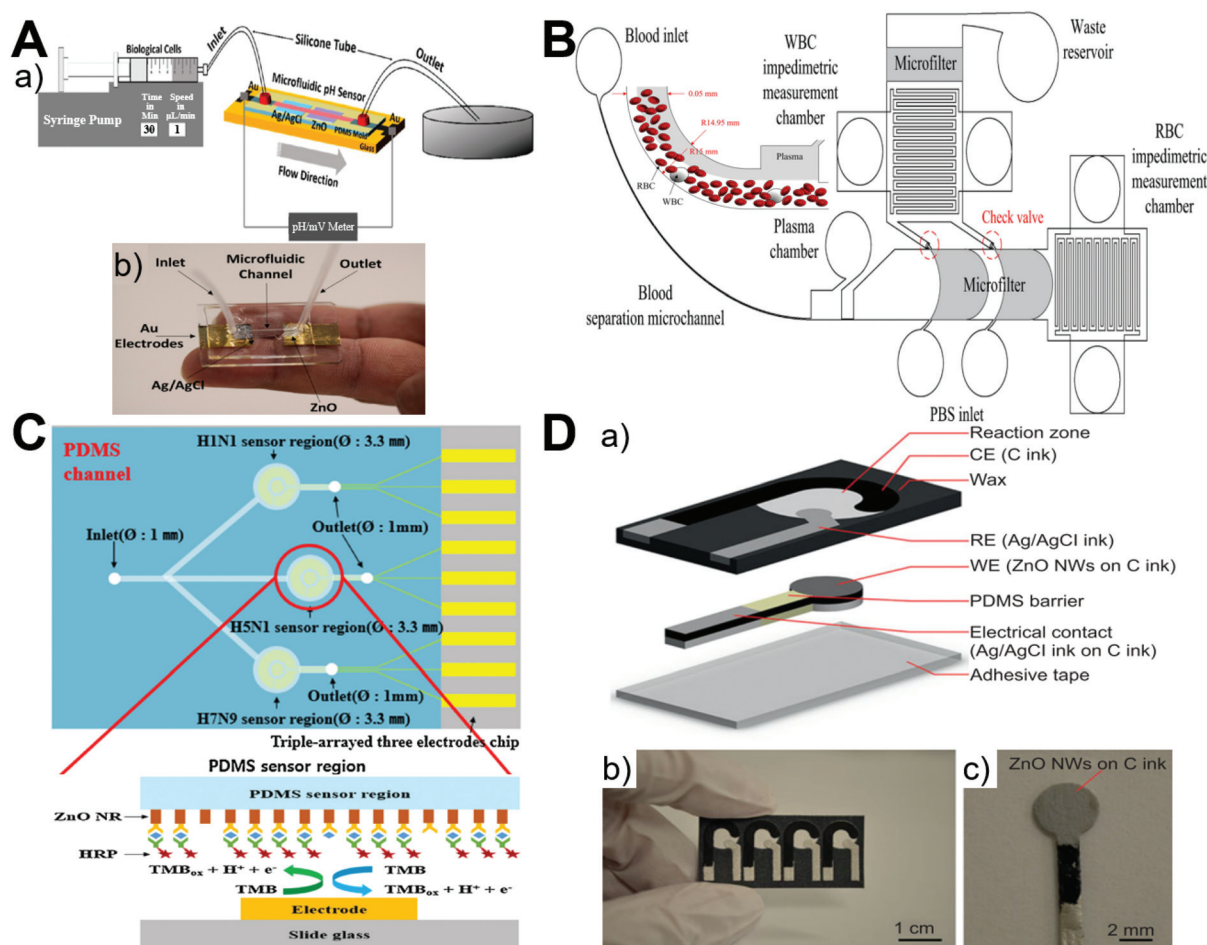 A
a)
Biological Cells
Inlet
Silicone Tube
Outlet
Time
in
Min
30
Speed
in
µL/min
1
Syringe Pump
Microfluidic pH Sensor
Au
Ag/AgCl
ZnO
PDMS Mold
Au
Glass
Flow Direction
pH/mV Meter
b)
Inlet
Microfluidic
Channel
Outlet
Au
Electrodes
Ag/AgCl
ZnO
B
Blood inlet
0.05 mm
R14.95 mm
R15 mm
Plasma
RBC
WBC
WBC
impedimetric
measurement
chamber
Microfilter
Waste
reservoir
RBC
impedimetric
measurement
chamber
Plasma
chamber
Check valve
Microfilter
Blood
separation microchannel
PBS inlet
C
PDMS
channel
H1N1 sensor region(Ø : 3.3 mm)
Inlet(Ø : 1 mm)
Outlet(Ø : 1mm)
H5N1 sensor region(Ø : 3.3 mm)
Outlet(Ø : 1mm)
H7N9 sensor region(Ø : 3.3 mm)
Triple-arrayed three electrodes chip
PDMS sensor region
PDMS sensor region
ZnO NR
HRP
TMBox + H+ + e-
TMB
TMB
TMBox + H+ + e-
Electrode
Slide glass
D
a)
Reaction zone
CE (C ink)
Wax
RE (Ag/AgCl ink)
WE (ZnO NWs on C ink)
PDMS barrier
Electrical contact
(Ag/AgCl ink on C ink)
Adhesive tape
b)
1 cm
c)
ZnO NWs on C ink
2 mm